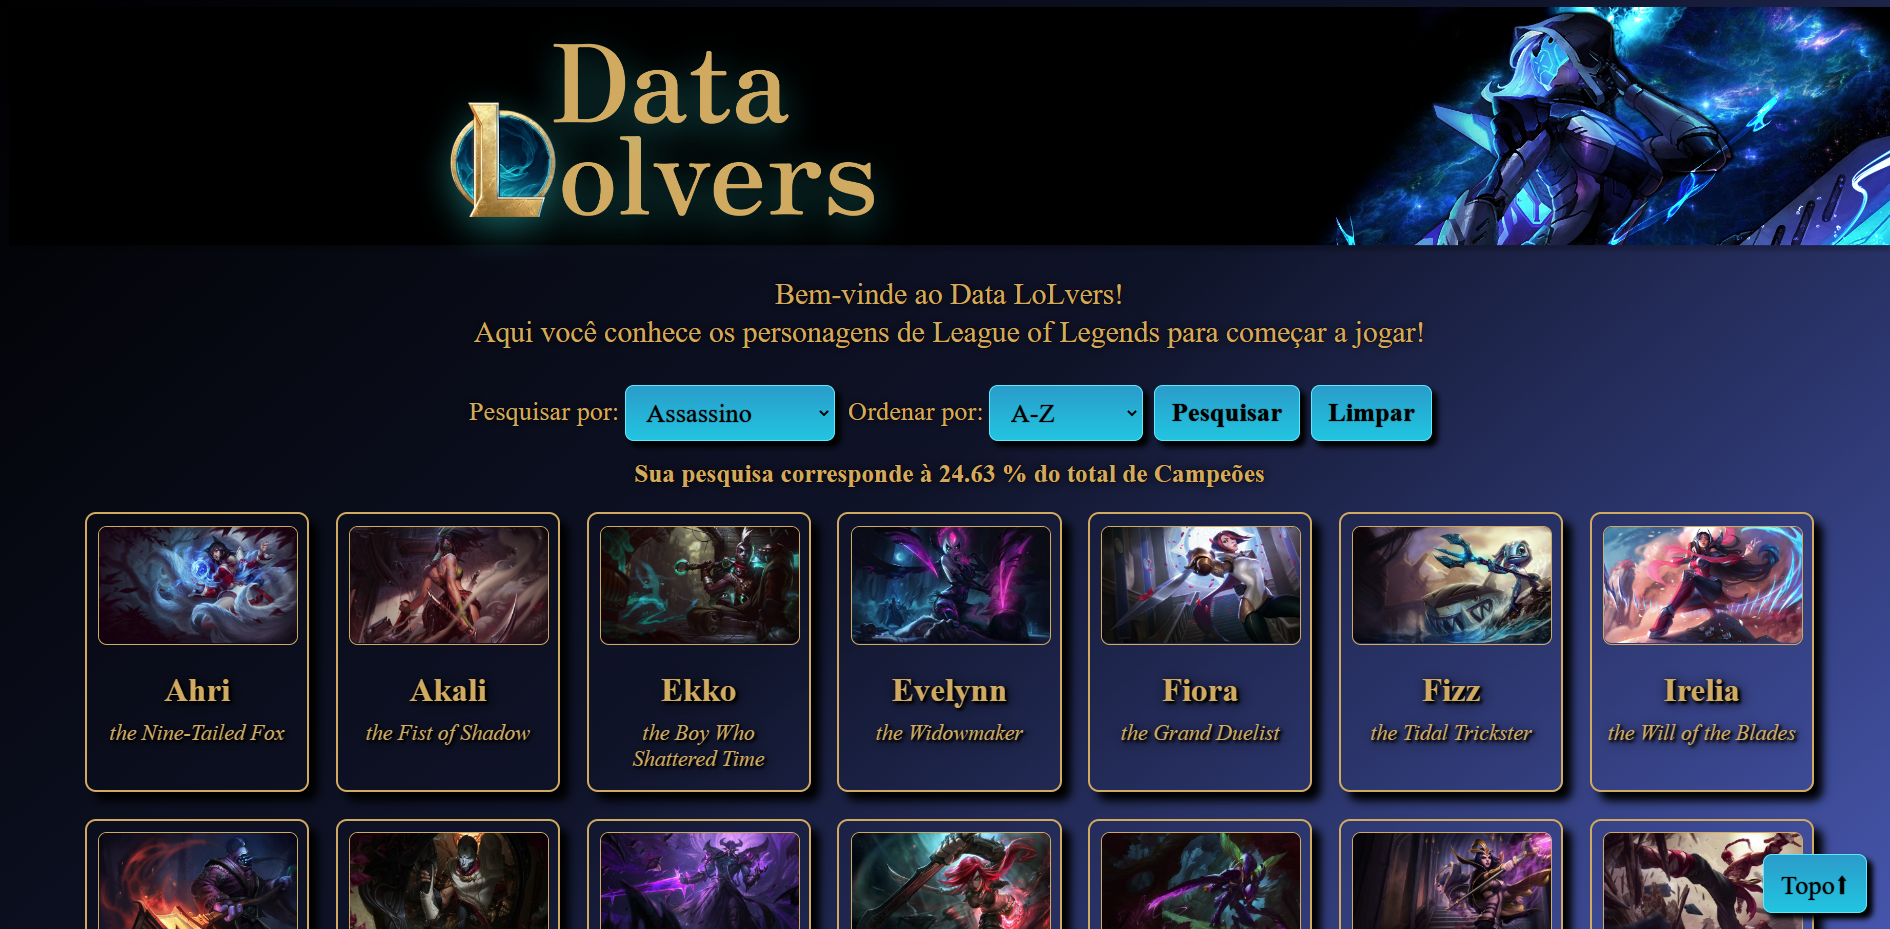 Data
Lolvers
Bem-vinde ao Data LoLvers!
Aqui você conhece os personagens de League of Legends para começar a jogar!
Pesquisar por: Assassino Ordenar por: A-Z Pesquisar Limpar
Sua pesquisa corresponde à 24.63 % do total de Campeões
Ahri
the Nine-Tailed Fox
Akali
the Fist of Shadow
Ekko
the Boy Who
Shattered Time
Evelynn
the Widowmaker
Fiora
the Grand Duelist
Fizz
the Tidal Trickster
Irelia
the Will of the Blades
Topo⬆